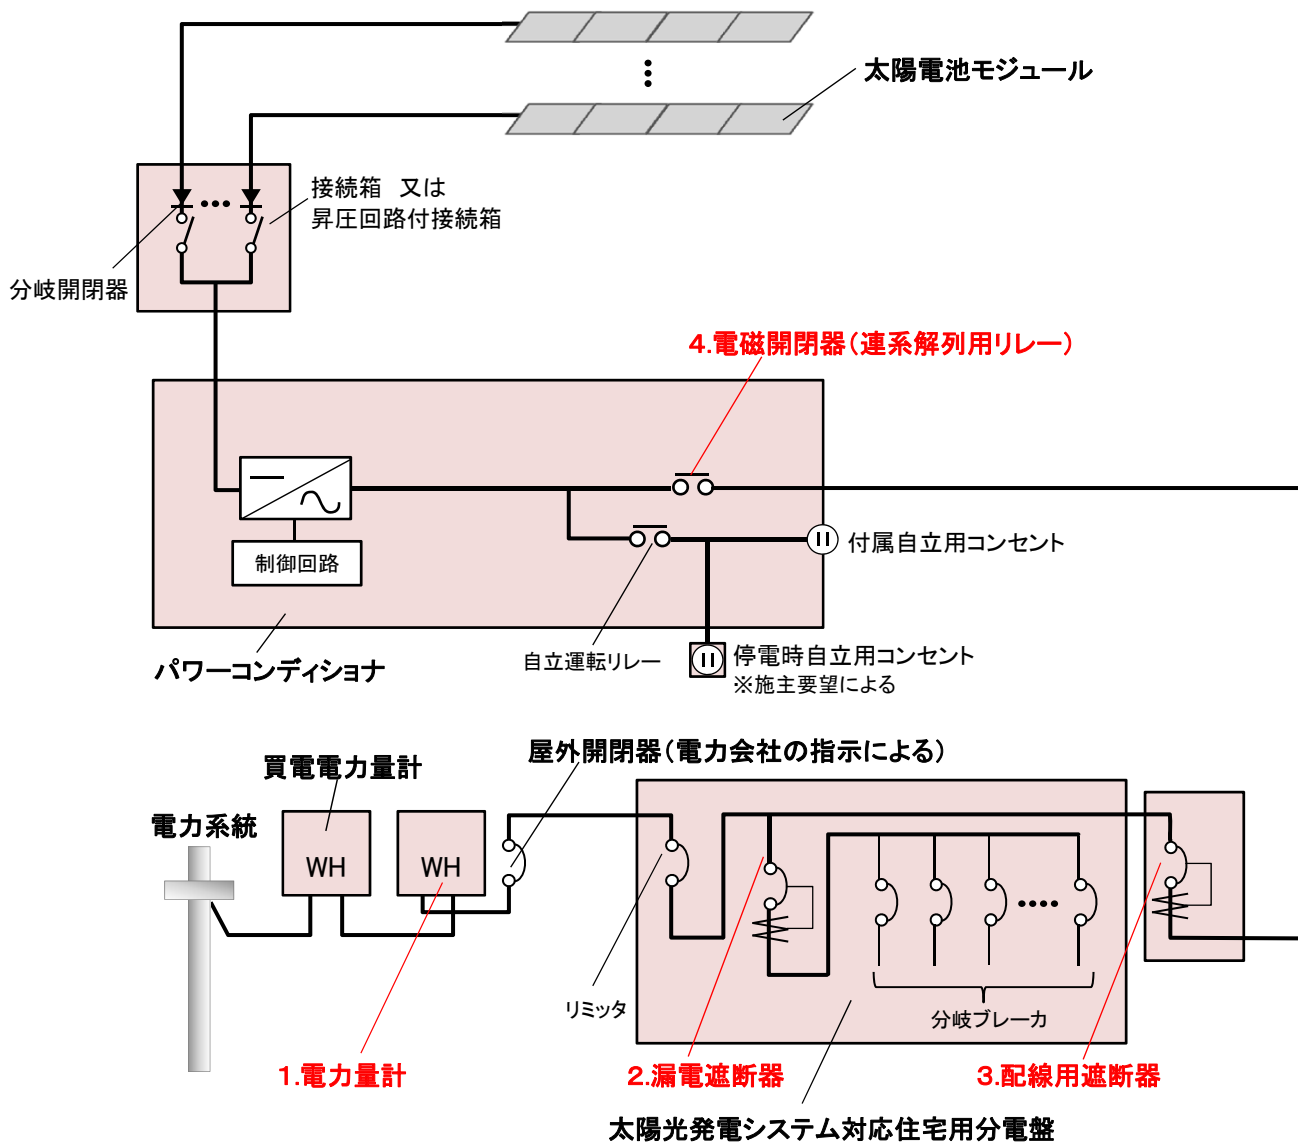 太陽電池モジュール
接続箱　又は
昇圧回路付接続箱
分岐開閉器
4.電磁開閉器（連系解列用リレー）
制御回路
付属自立用コンセント
自立運転リレー
停電時自立用コンセント
※施主要望による
パワーコンディショナ
屋外開閉器（電力会社の指示による）
買電電力量計
電力系統
WH
WH
リミッタ
分岐ブレーカ
1.電力量計
2.漏電遮断器
3.配線用遮断器
太陽光発電システム対応住宅用分電盤